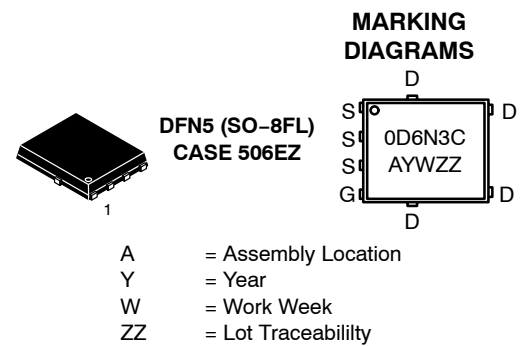 MARKING
DIAGRAMS
DFN5 (SO−8FL)
CASE 506EZ
1
D
S
D
S
0D6N3C
S
AYWZZ
G
D
D
A = Assembly Location
Y = Year
W = Work Week
ZZ = Lot Traceabililty